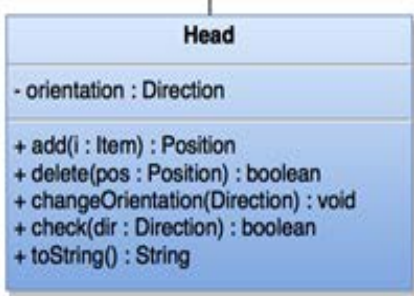 Head
- orientation : Direction
+ add(i : Item) : Position
+ delete(pos : Position) : boolean
+ changeOrientation(Direction) : void
+ check(dir : Direction) : boolean
+ toString() : String